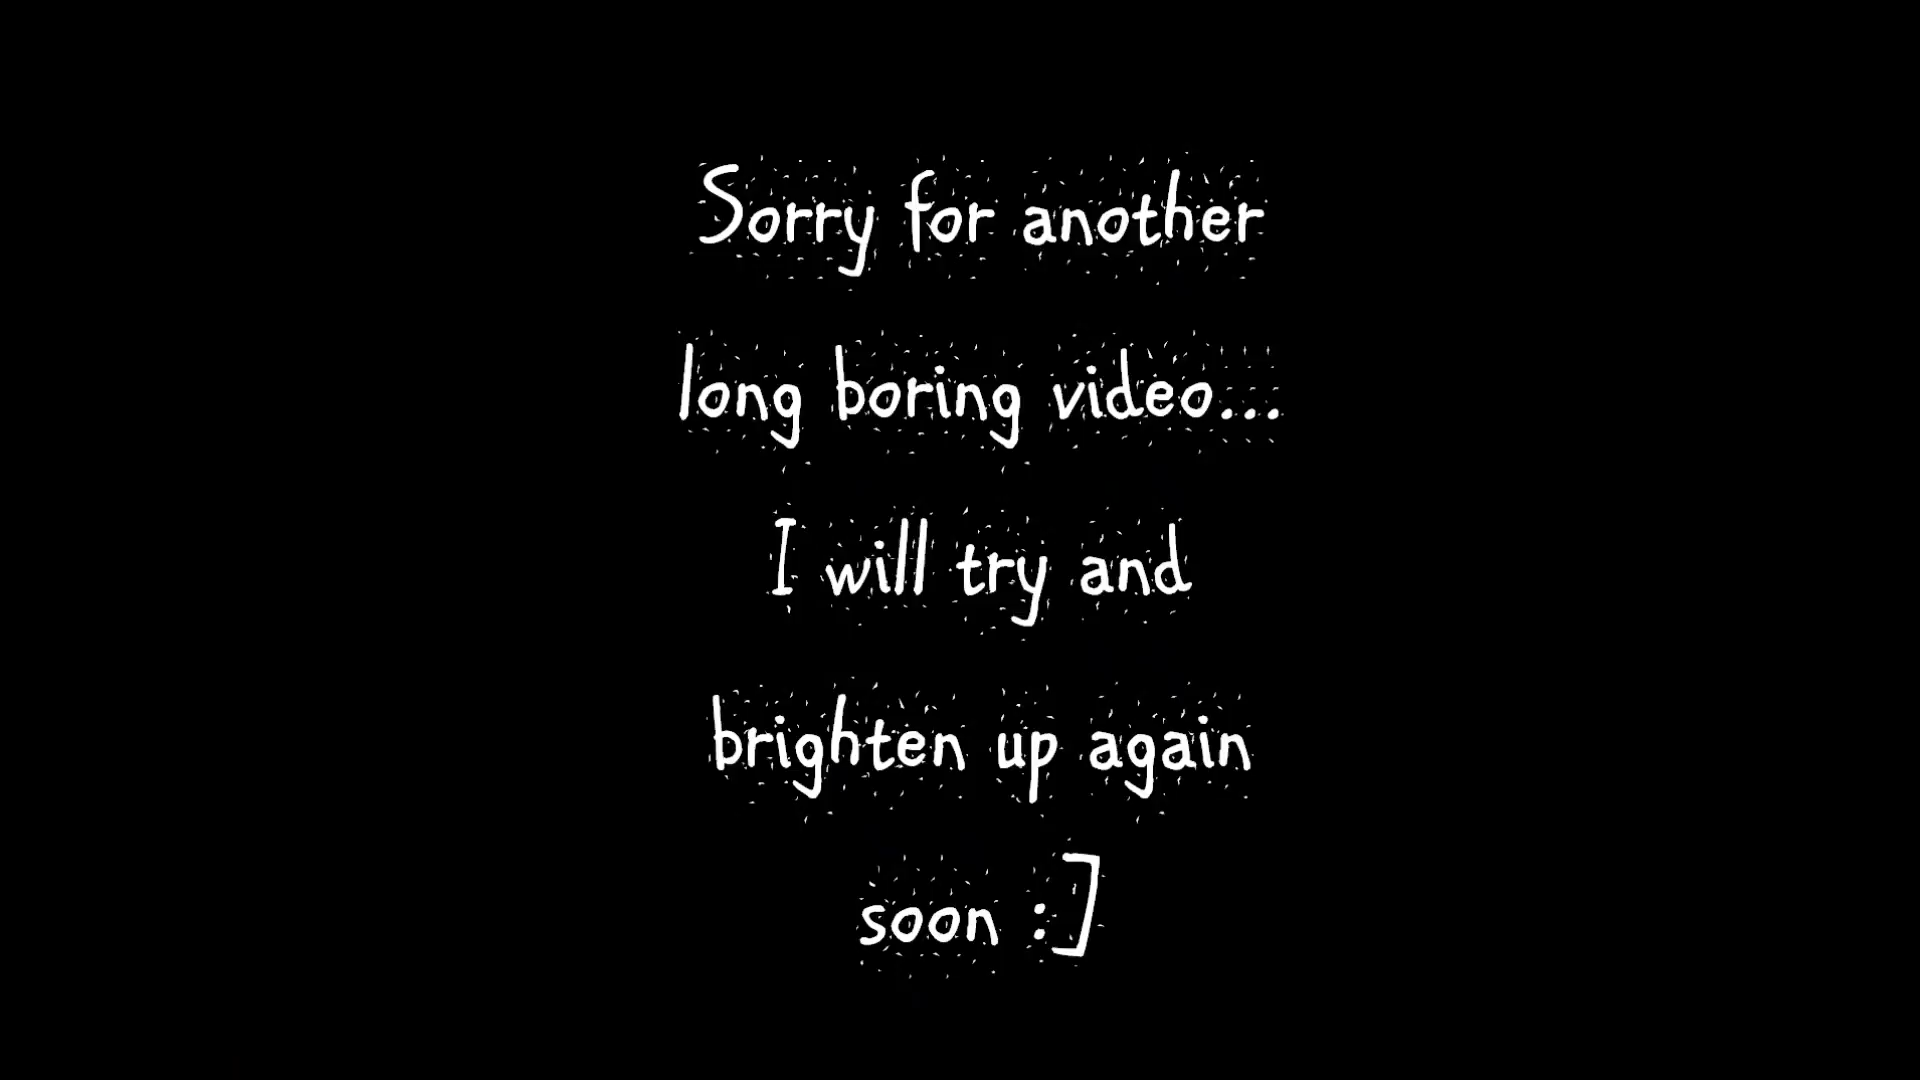 Sorry for another
long boring video...
I will try and
brighten up again
soon :]